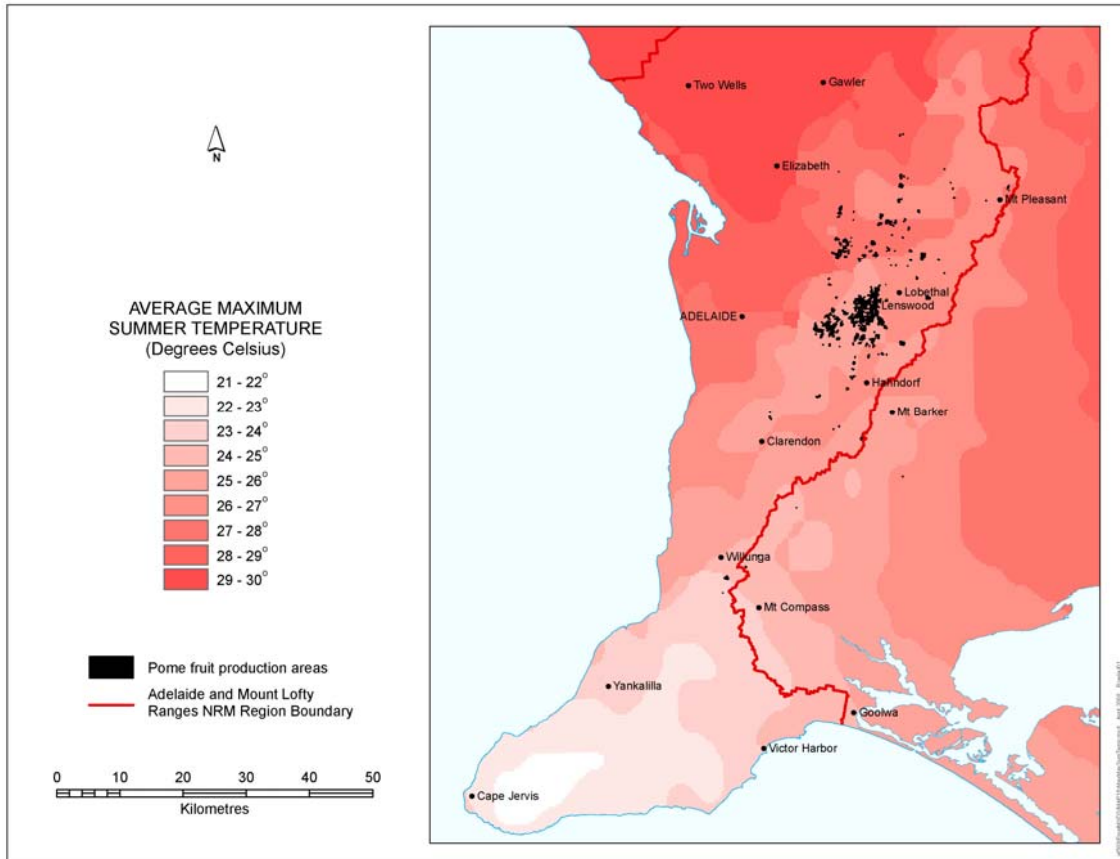 N
AVERAGE MAXIMUM
SUMMER TEMPERATURE
(Degrees Celsius)
21 - 22°
22 - 23°
23 - 24°
24 - 25°
25 - 26°
26 - 27°
27 - 28°
28 - 29°
29 - 30°
Pome fruit production areas
Adelaide and Mount Lofty
Ranges NRM Region Boundary
0 10 20 30 40 50
Kilometres
Two Wells
Gawler
Elizabeth
Mt Pleasant
Lobethal
Lenswood
ADELAIDE
Hahndorf
Mt Barker
Clarendon
Willunga
Mt Compass
Yankalilla
Goolwa
Victor Harbor
Cape Jervis